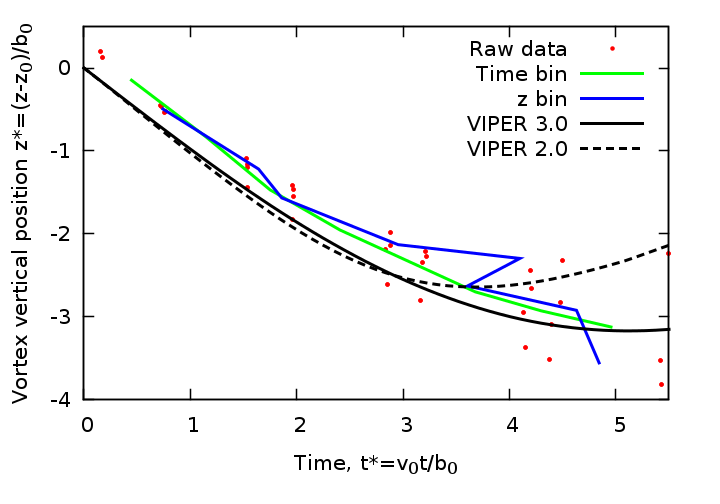 Raw data
Time bin
z bin
VIPER 3.0
VIPER 2.0
Vortex vertical position z*=(z-z₀)/b₀
0
-1
-2
-3
-4
0 1 2 3 4 5
Time, t*=v₀t/b₀